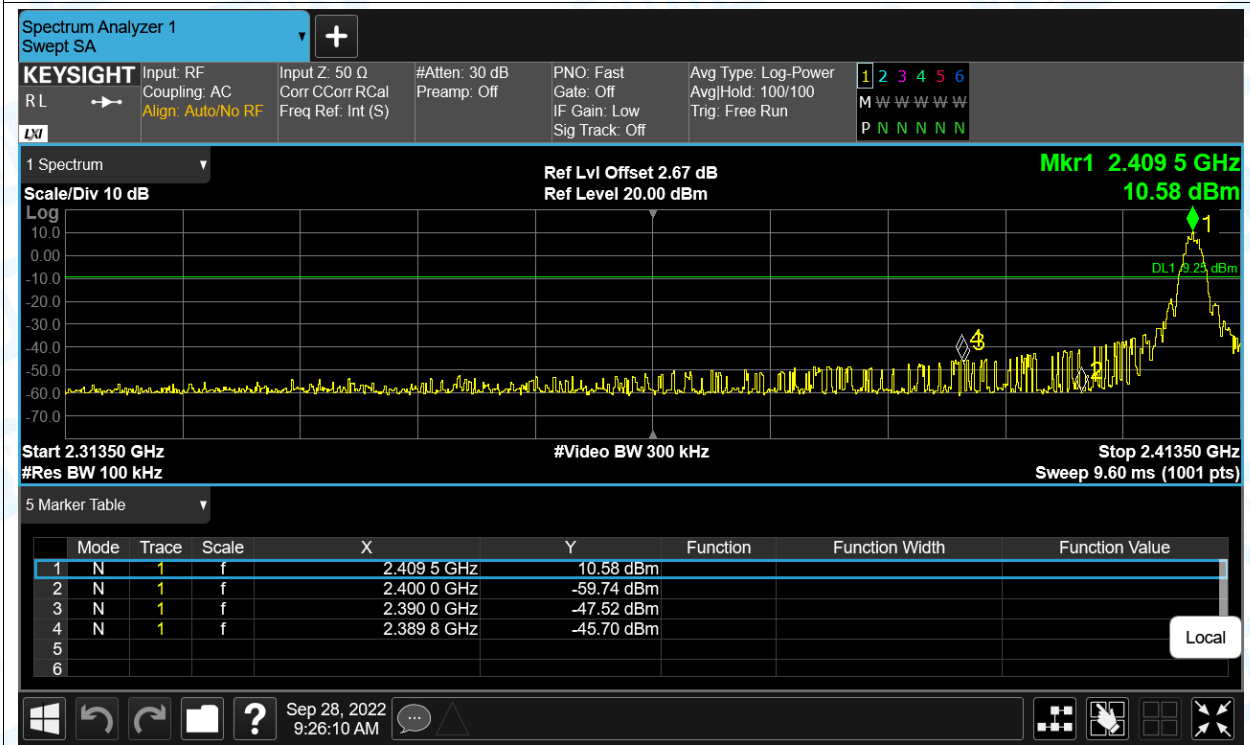 Spectrum Analyzer 1
Swept SA
KEYSIGHT
RL
LXI
Input: RF
Coupling: AC
Align: Auto/No RF
Input Z: 50 Ω
Corr CCorr RCal
Freq Ref: Int (S)
#Atten: 30 dB
Preamp: Off
PNO: Fast
Gate: Off
IF Gain: Low
Sig Track: Off
Avg Type: Log-Power
Avg|Hold: 100/100
Trig: Free Run
1 2 3 4 5 6
M W W W W W
P N N N N N
1 Spectrum
Scale/Div 10 dB
Ref Lvl Offset 2.67 dB
Ref Level 20.00 dBm
Mkr1 2.409 5 GHz
10.58 dBm
Log
10.0
0.00
-10.0
-20.0
-30.0
-40.0
-50.0
-60.0
-70.0
1
DL1 -9.25 dBm
4
3
2
Start 2.31350 GHz
#Video BW 300 kHz
Stop 2.41350 GHz
#Res BW 100 kHz
Sweep 9.60 ms (1001 pts)
5 Marker Table
Mode Trace Scale X Y Function Function Width Function Value
1 N 1 f 2.409 5 GHz 10.58 dBm
2 N 1 f 2.400 0 GHz -59.74 dBm
3 N 1 f 2.390 0 GHz -47.52 dBm
4 N 1 f 2.389 8 GHz -45.70 dBm
5
6
Local
?
Sep 28, 2022
9:26:10 AM